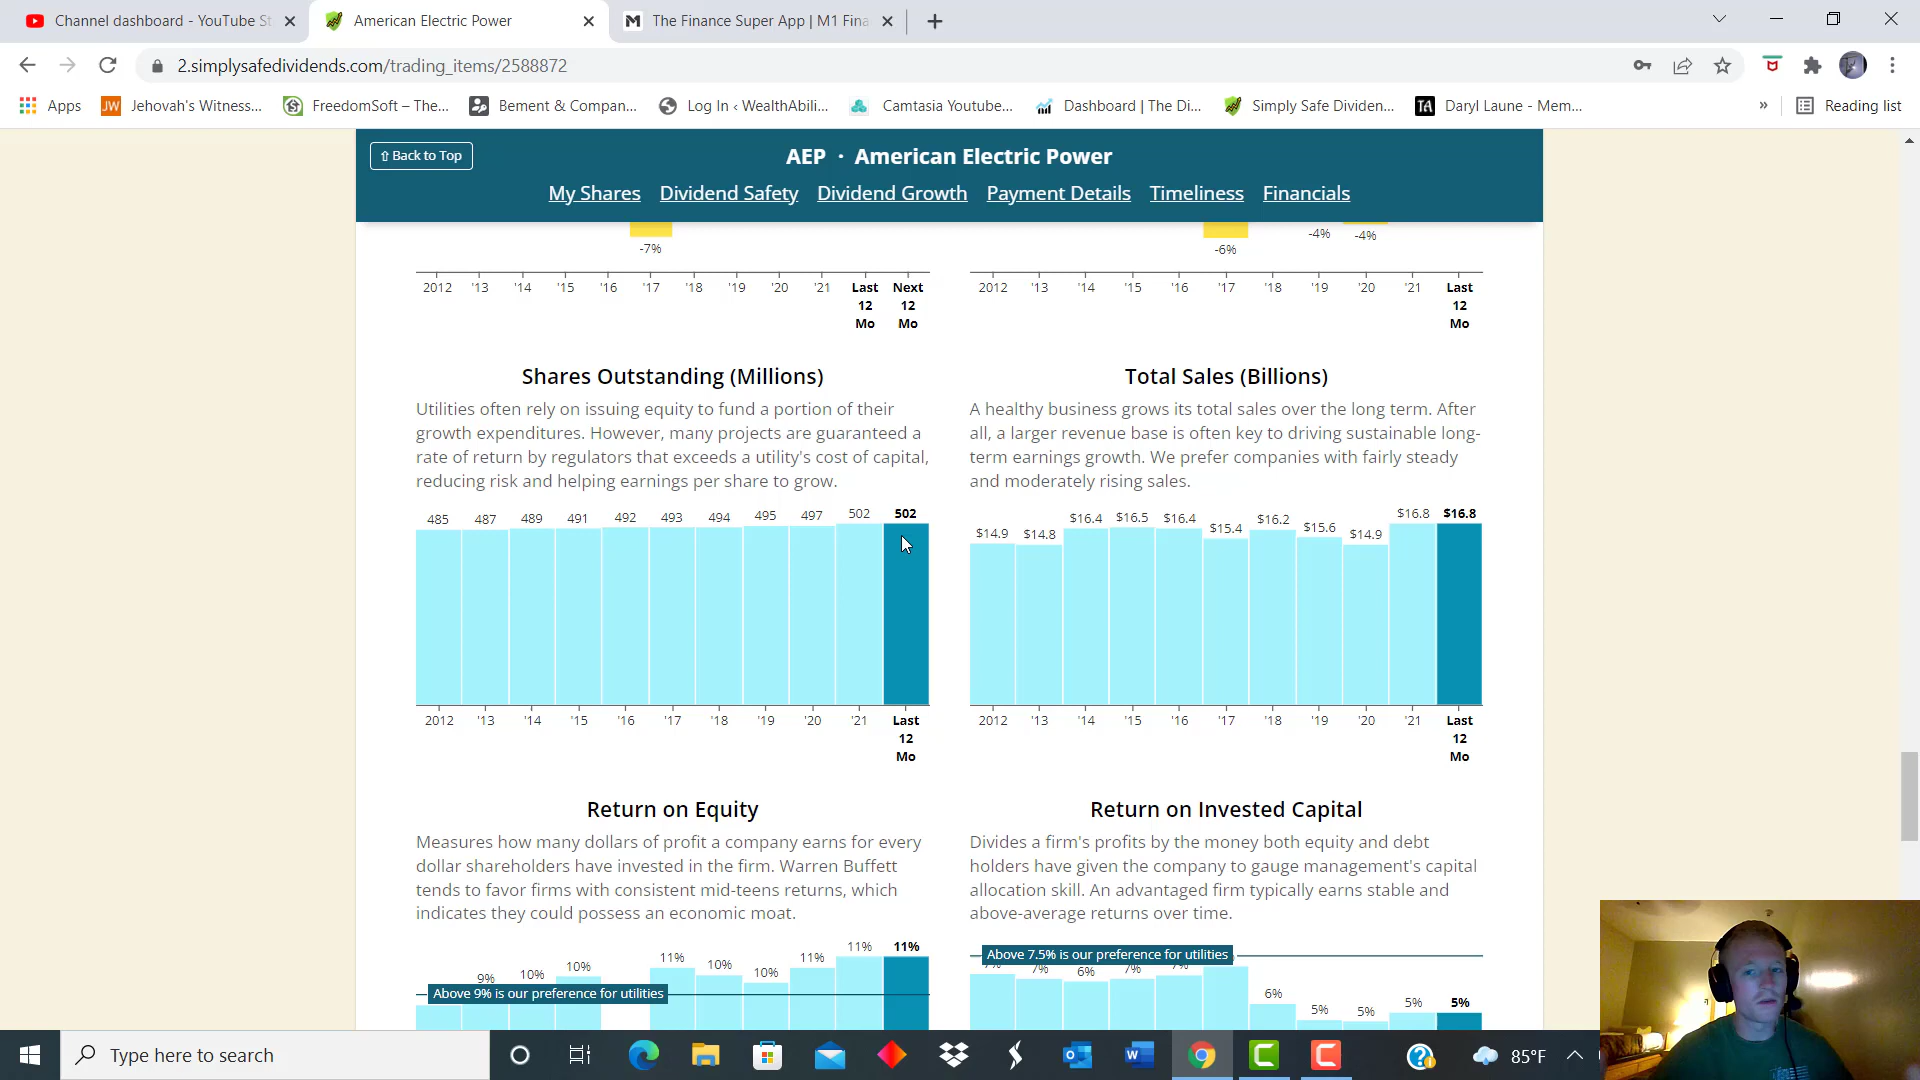 Channel dashboard - YouTube St
American Electric Power
M The Finance Super App | M1 Fina
2.simplysafedividends.com/trading_items/2588872
Apps
JW Jehovah's Witness...
FreedomSoft – The...
Bement & Compan...
Log In ‹ WealthAbili...
Camtasia Youtube...
Dashboard | The Di...
Simply Safe Dividen...
TA Daryl Laune - Mem...
»
Reading list
⇧ Back to Top
AEP · American Electric Power
My Shares Dividend Safety Dividend Growth Payment Details Timeliness Financials
-7%
2012 '13 '14 '15 '16 '17 '18 '19 '20 '21 Last 12 Mo Next 12 Mo
-6% -4% -4%
2012 '13 '14 '15 '16 '17 '18 '19 '20 '21 Last 12 Mo
Shares Outstanding (Millions)
Utilities often rely on issuing equity to fund a portion of their
growth expenditures. However, many projects are guaranteed a
rate of return by regulators that exceeds a utility's cost of capital,
reducing risk and helping earnings per share to grow.
485 487 489 491 492 493 494 495 497 502 502
2012 '13 '14 '15 '16 '17 '18 '19 '20 '21 Last 12 Mo
Total Sales (Billions)
A healthy business grows its total sales over the long term. After
all, a larger revenue base is often key to driving sustainable long-
term earnings growth. We prefer companies with fairly steady
and moderately rising sales.
$14.9 $14.8 $16.4 $16.5 $16.4 $15.4 $16.2 $15.6 $14.9 $16.8 $16.8
2012 '13 '14 '15 '16 '17 '18 '19 '20 '21 Last 12 Mo
Return on Equity
Measures how many dollars of profit a company earns for every
dollar shareholders have invested in the firm. Warren Buffett
tends to favor firms with consistent mid-teens returns, which
indicates they could possess an economic moat.
9% 10% 10% 11% 10% 10% 11% 11% 11%
Above 9% is our preference for utilities
Return on Invested Capital
Divides a firm's profits by the money both equity and debt
holders have given the company to gauge management's capital
allocation skill. An advantaged firm typically earns stable and
above-average returns over time.
Above 7.5% is our preference for utilities
7% 7% 6% 7% 7% 6% 5% 5% 5% 5%
Type here to search
85°F